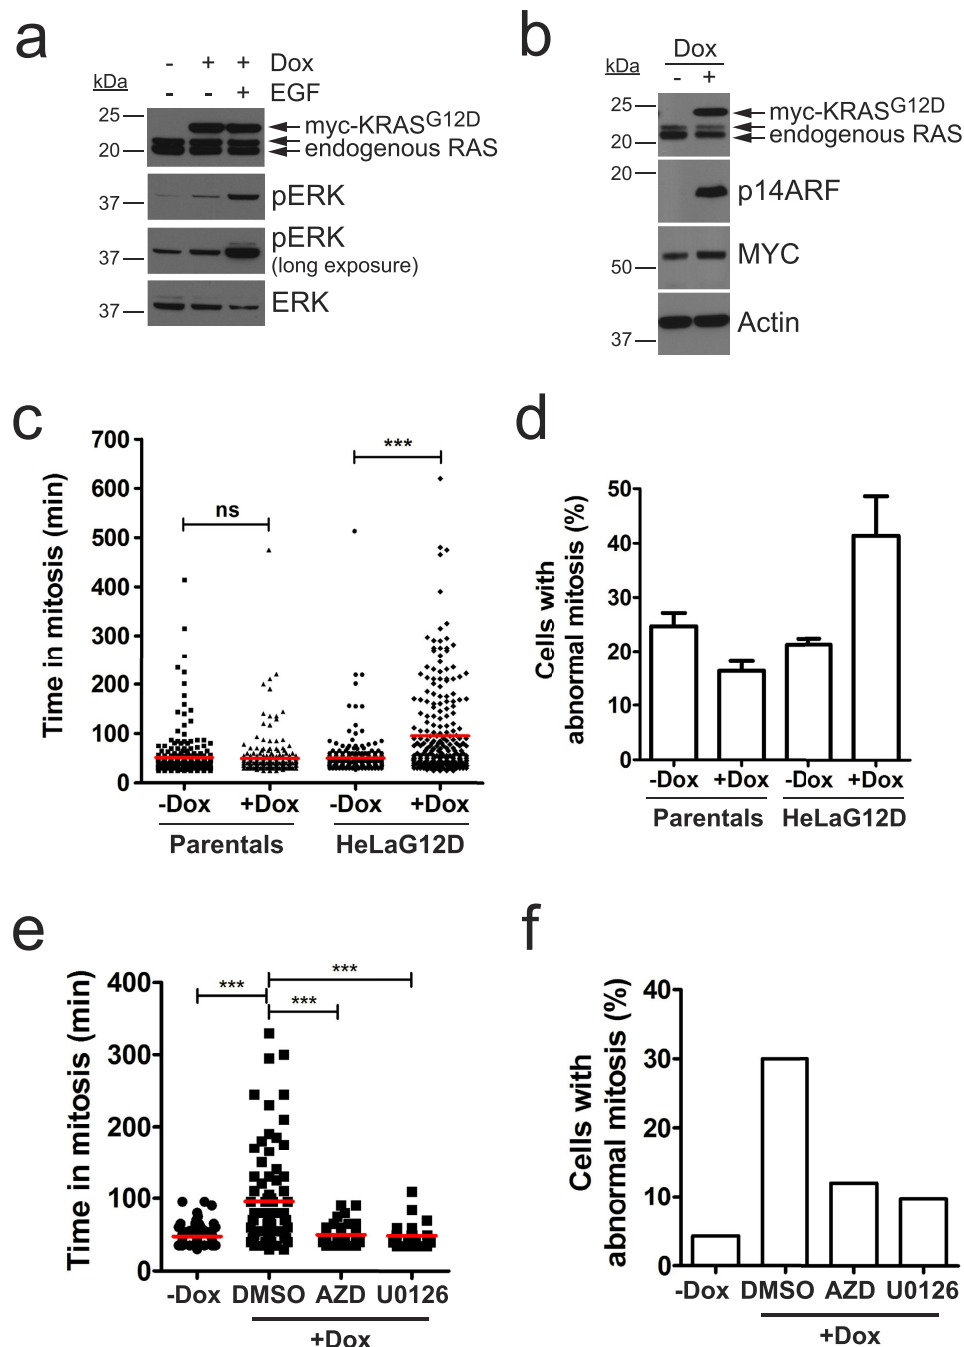 a
- + + Dox
kDa
- - + EGF
25
myc-KRASG12D
20
endogenous RAS
37
pERK
37
pERK
(long exposure)
37
ERK
b
Dox
kDa
- +
25
myc-KRASG12D
20
endogenous RAS
20
p14ARF
MYC
50
Actin
37
c
Time in mitosis (min)
700
600
500
400
300
200
100
0
ns
***
-Dox +Dox -Dox +Dox
Parentals HeLaG12D
d
Cells with
abnormal mitosis (%)
50
40
30
20
10
0
-Dox +Dox -Dox +Dox
Parentals HeLaG12D
e
Time in mitosis (min)
400
300
200
100
0
***
***
***
-Dox DMSO AZD U0126
+Dox
f
Cells with
abnormal mitosis (%)
40
30
20
10
0
-Dox DMSO AZD U0126
+Dox